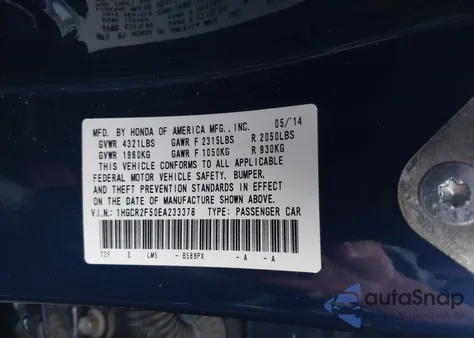 MFD. BY HONDA OF AMERICA MFG., INC. 05/14
GVWR 4321LBS GAWR F 2315LBS R 2050LBS
GVWR 1960KG GAWR F 1050KG R 930KG
THIS VEHICLE CONFORMS TO ALL APPLICABLE
FEDERAL MOTOR VEHICLE SAFETY, BUMPER,
AND THEFT PREVENTION STANDARDS IN EFFECT
ON THE DATE OF MANUFACTURE SHOWN ABOVE.
V.I.N.: 1HGCR2F50EA233378 TYPE: PASSENGER CAR
T2F E LM5 - B588PX - A - A
autoSnap